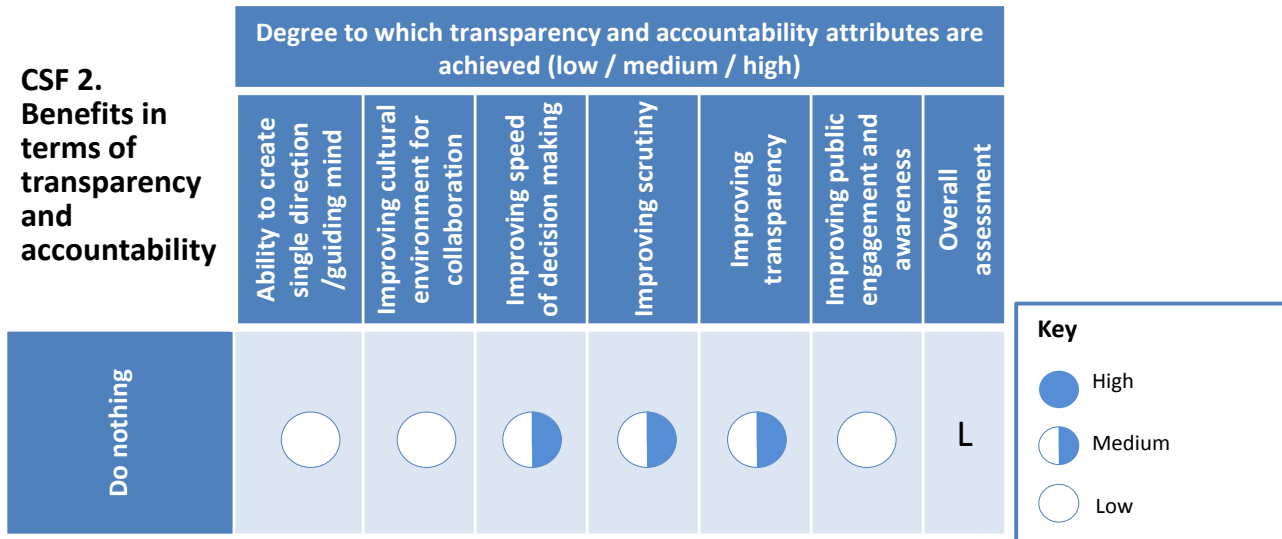 CSF 2.
Benefits in
terms of
transparency
and
accountability
Degree to which transparency and accountability attributes are
achieved (low / medium / high)
Ability to create
single direction
/guiding mind
Improving cultural
environment for
collaboration
Improving speed
of decision making
Improving scrutiny
Improving
transparency
Improving public
engagement and
awareness
Overall
assessment
Do nothing
L
Key
High
Medium
Low